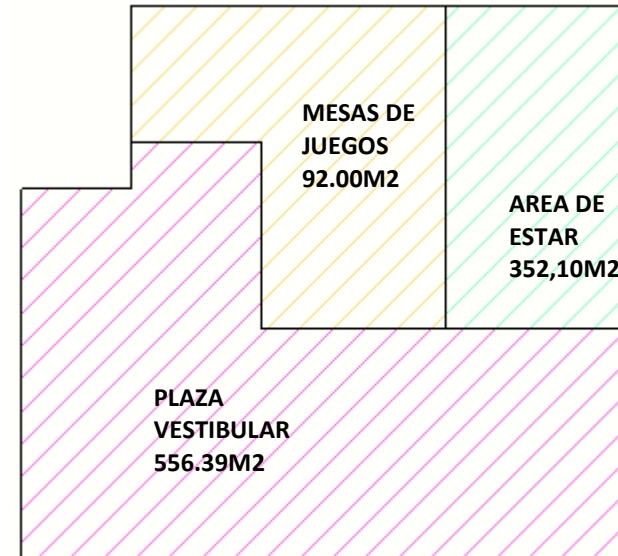 MESAS DE
JUEGOS
92.00M2
AREA DE
ESTAR
352,10M2
PLAZA
VESTIBULAR
556.39M2